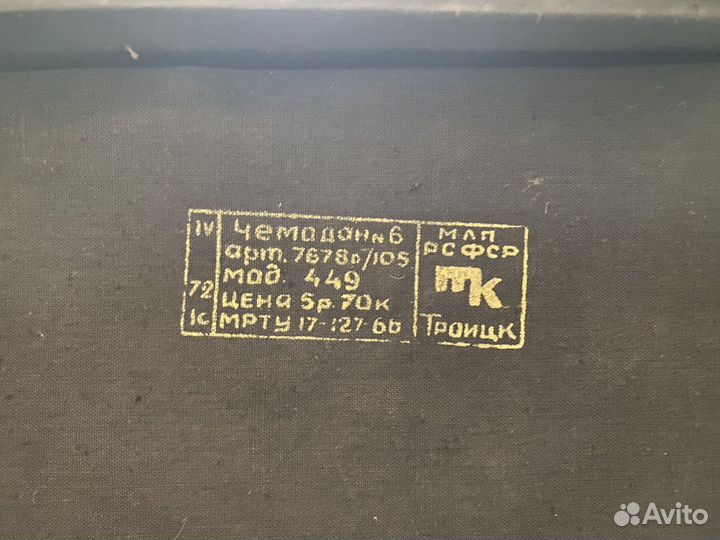 IV
72
1с
Чемодан № 6
арт. 7678п/105
мод. 449
ЦЕНА 5р.70к
МРТУ 17-127-66
МЛП
РСФСР
тк
Троицк
Avito